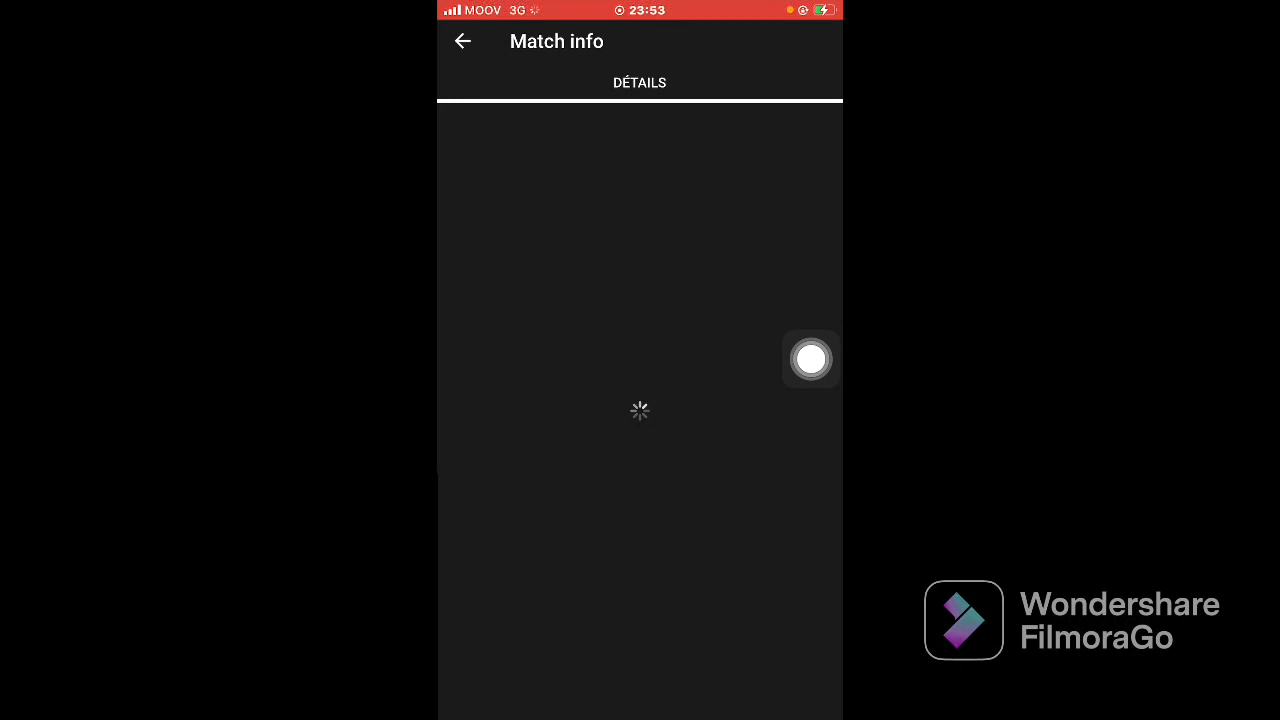 MOOV 3G 23:53
Match info
DÉTAILS
Wondershare
FilmoraGo